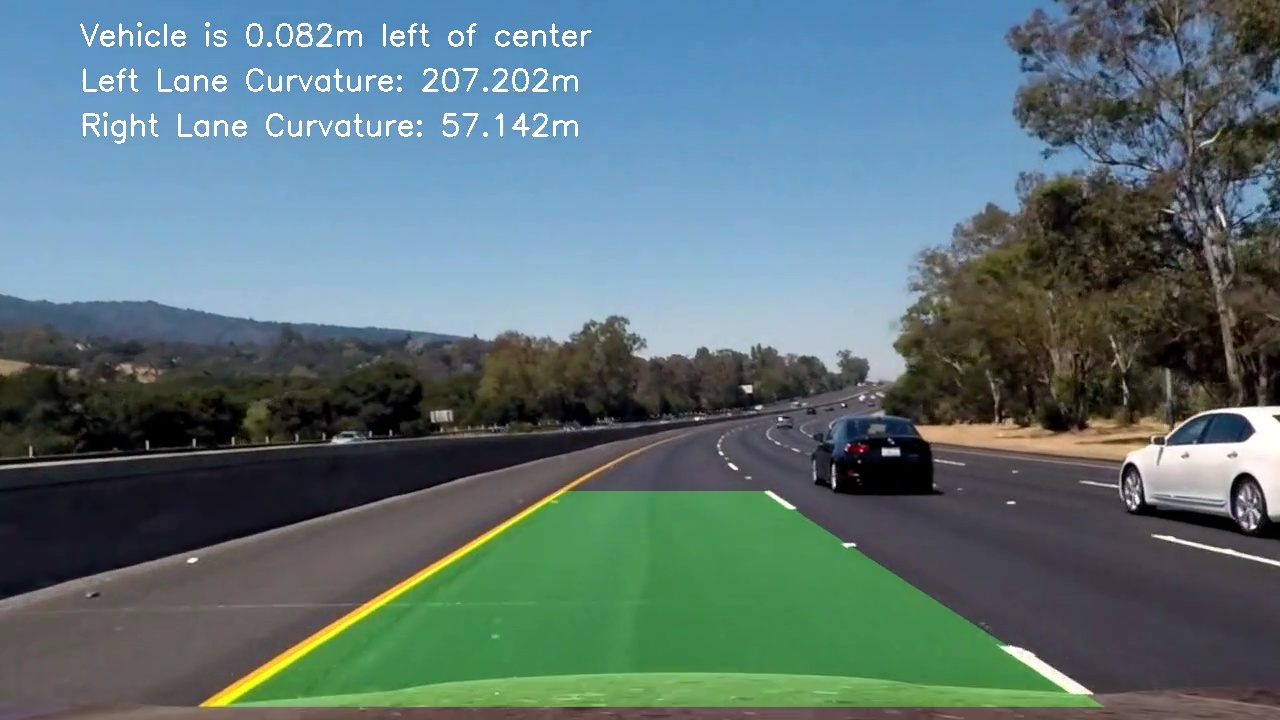 Vehicle is 0.082m left of center
Left Lane Curvature: 207.202m
Right Lane Curvature: 57.142m